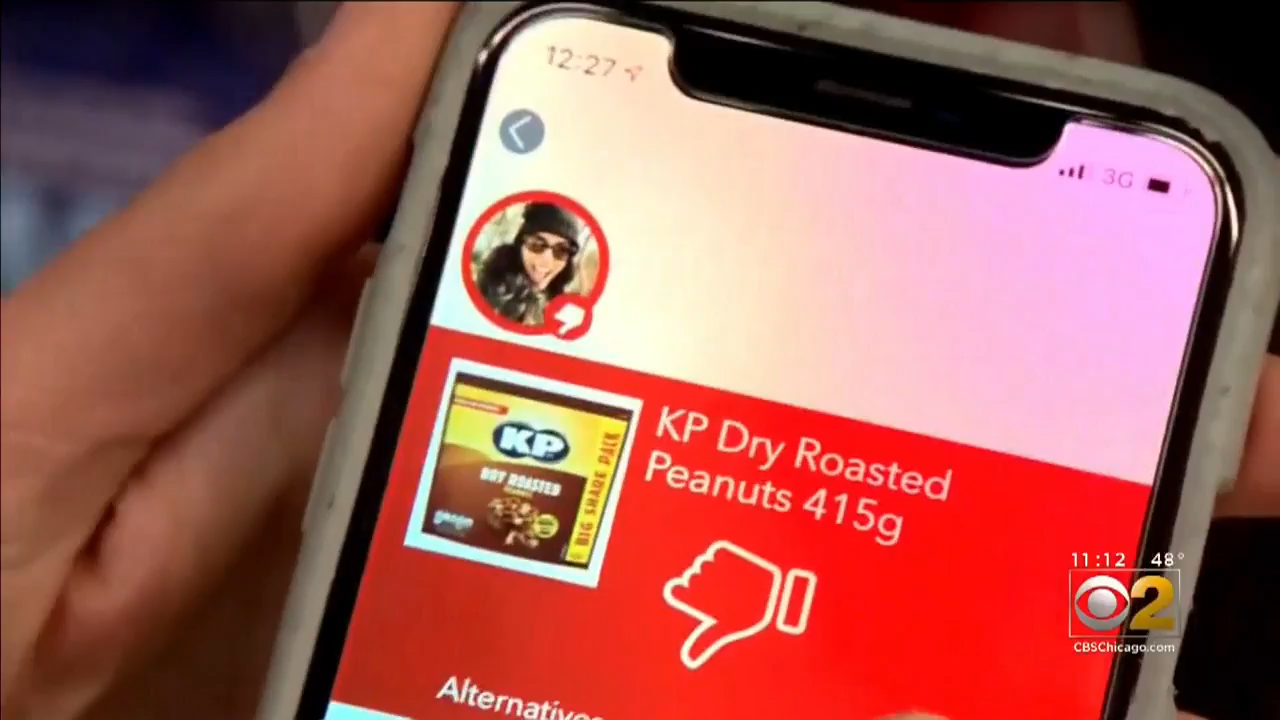 12:27
3G
KP
DRY ROASTED
PEANUTS
BIG SHARE PACK
KP Dry Roasted
Peanuts 415g
Alternatives
11:12 48°
2
CBSChicago.com